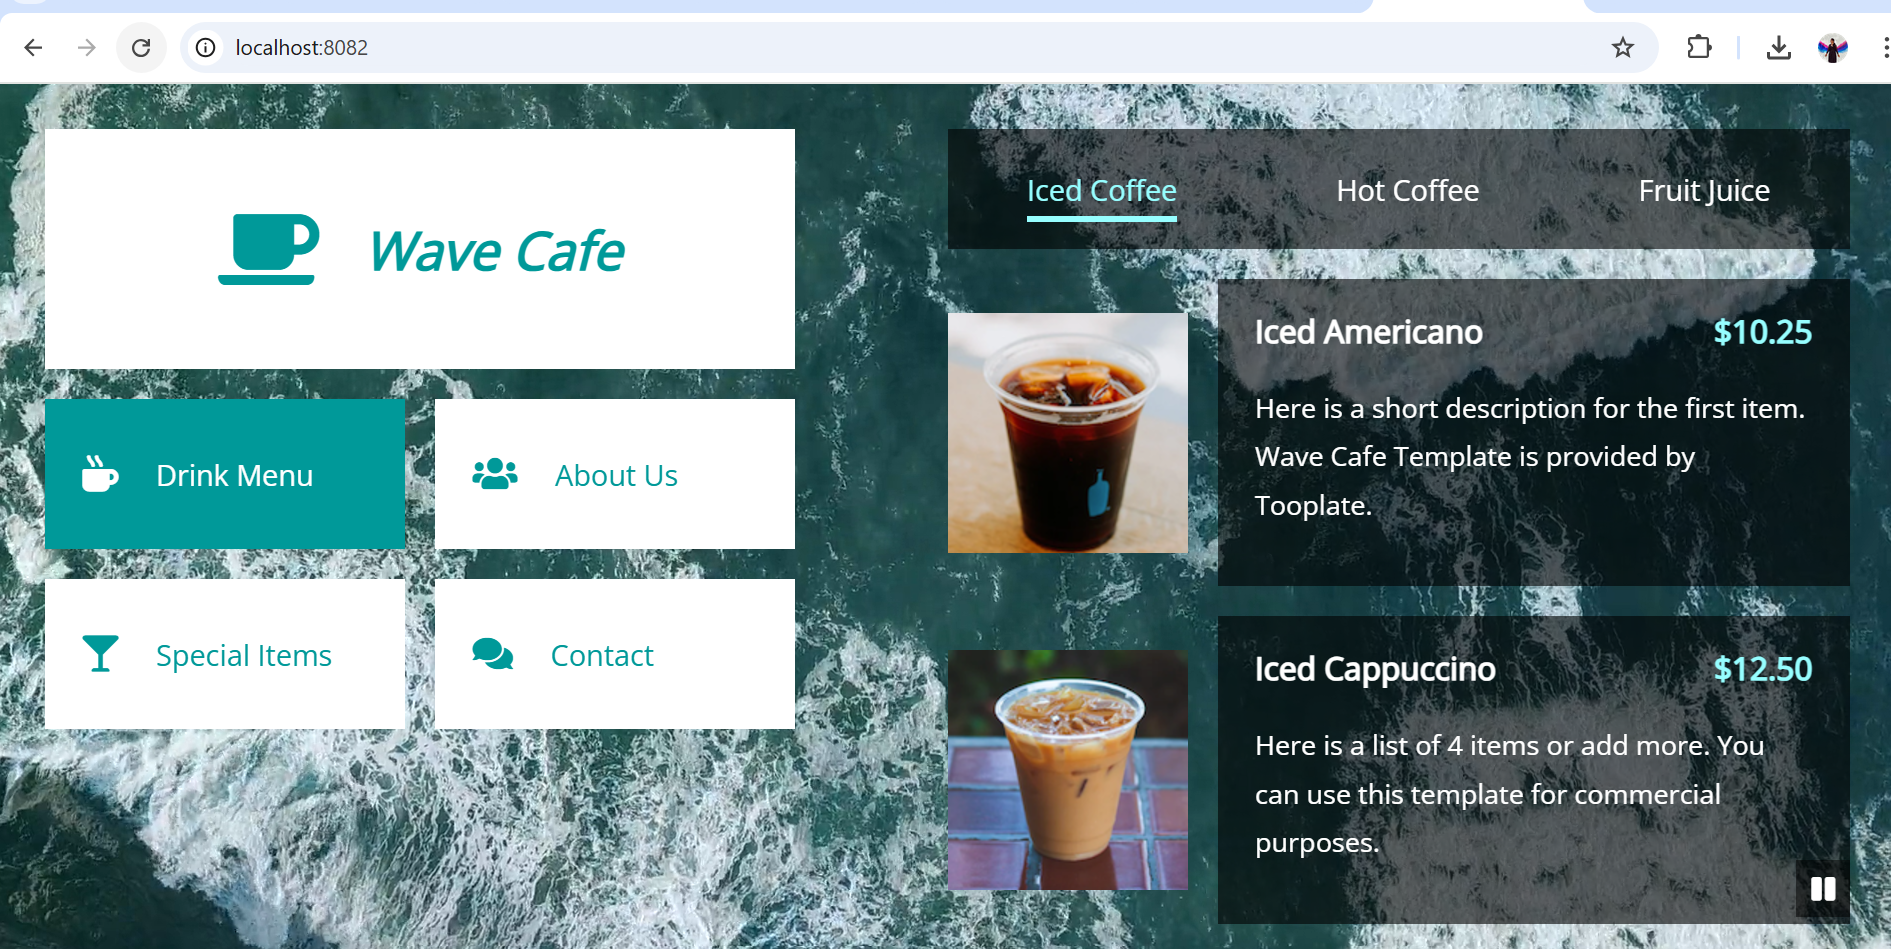 localhost:8082
Wave Cafe
Drink Menu
About Us
Special Items
Contact
Iced Coffee
Hot Coffee
Fruit Juice
Iced Americano
$10.25
Here is a short description for the first item.
Wave Cafe Template is provided by
Tooplate.
Iced Cappuccino
$12.50
Here is a list of 4 items or add more. You
can use this template for commercial
purposes.